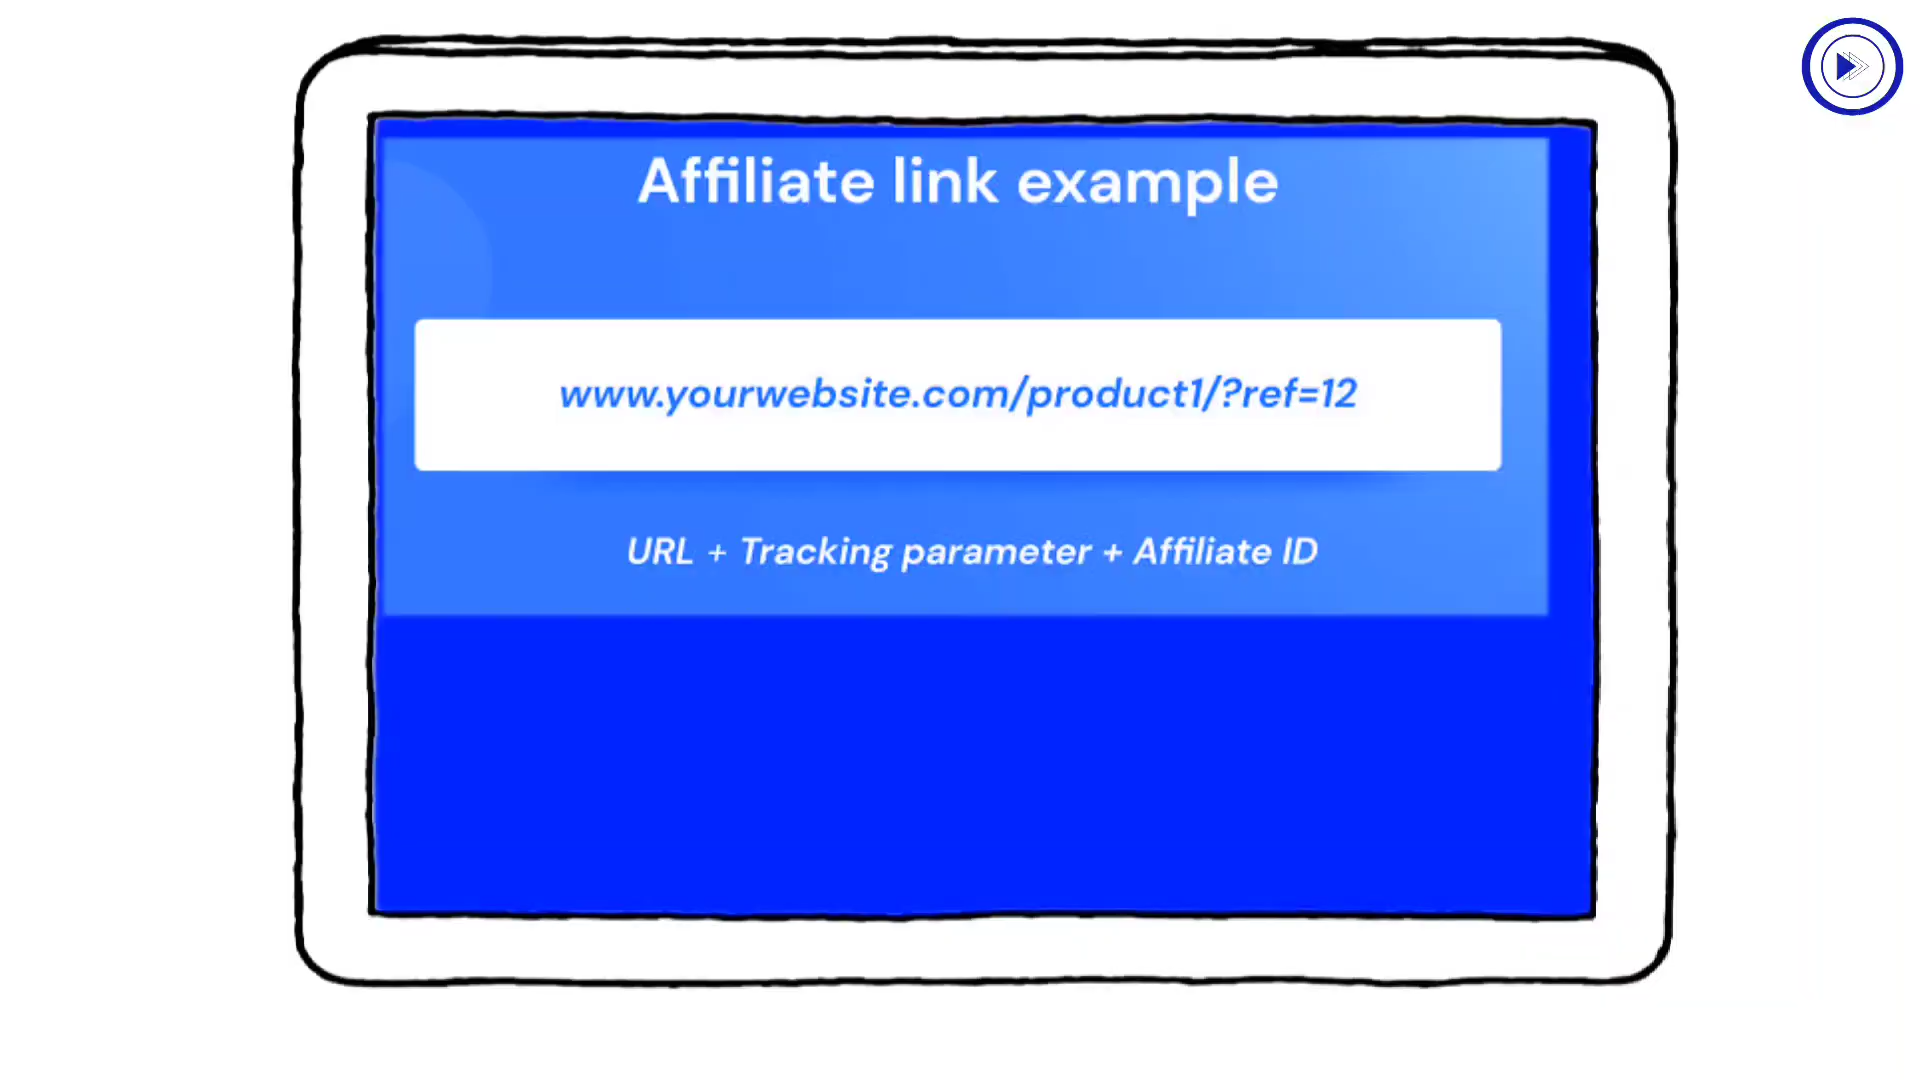 Affiliate link example
www.yourwebsite.com/product1/?ref=12
URL + Tracking parameter + Affiliate ID